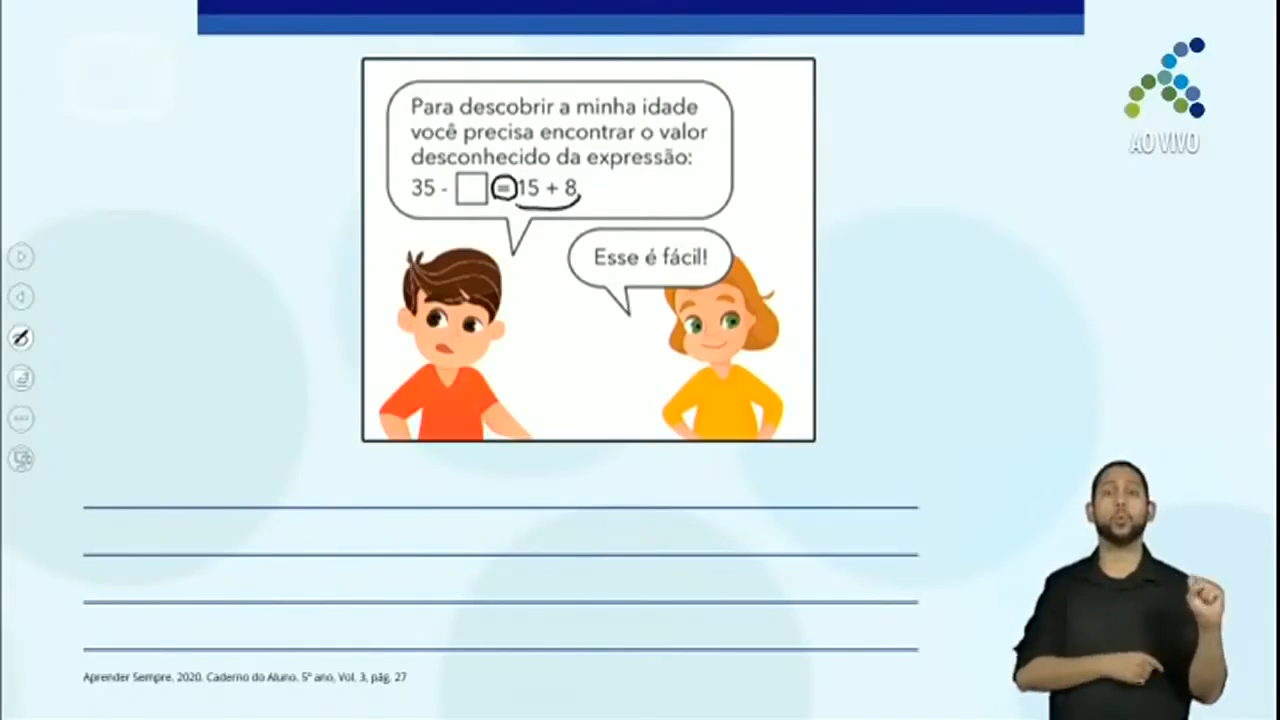 Para descobrir a minha idade
você precisa encontrar o valor
desconhecido da expressão:
35 - □ = 15 + 8
Esse é fácil!
AO VIVO
Aprender Sempre. 2020. Caderno do Aluno. 5º ano, Vol. 3, pág. 27